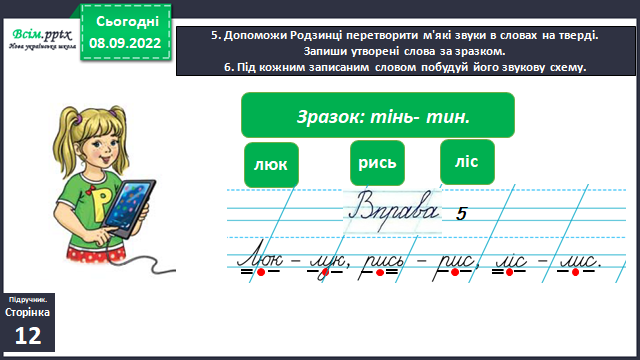 Всім.pptx
Нова українська школа
Сьогодні
08.09.2022
5. Допоможи Родзинці перетворити м'які звуки в словах на тверді.
Запиши утворені слова за зразком.
6. Під кожним записаним словом побудуй його звукову схему.
Зразок: тінь- тин.
люк
рись
ліс
Вправа 5
Люк – лук, рись – рис, ліс – лис.
Підручник.
Сторінка
12